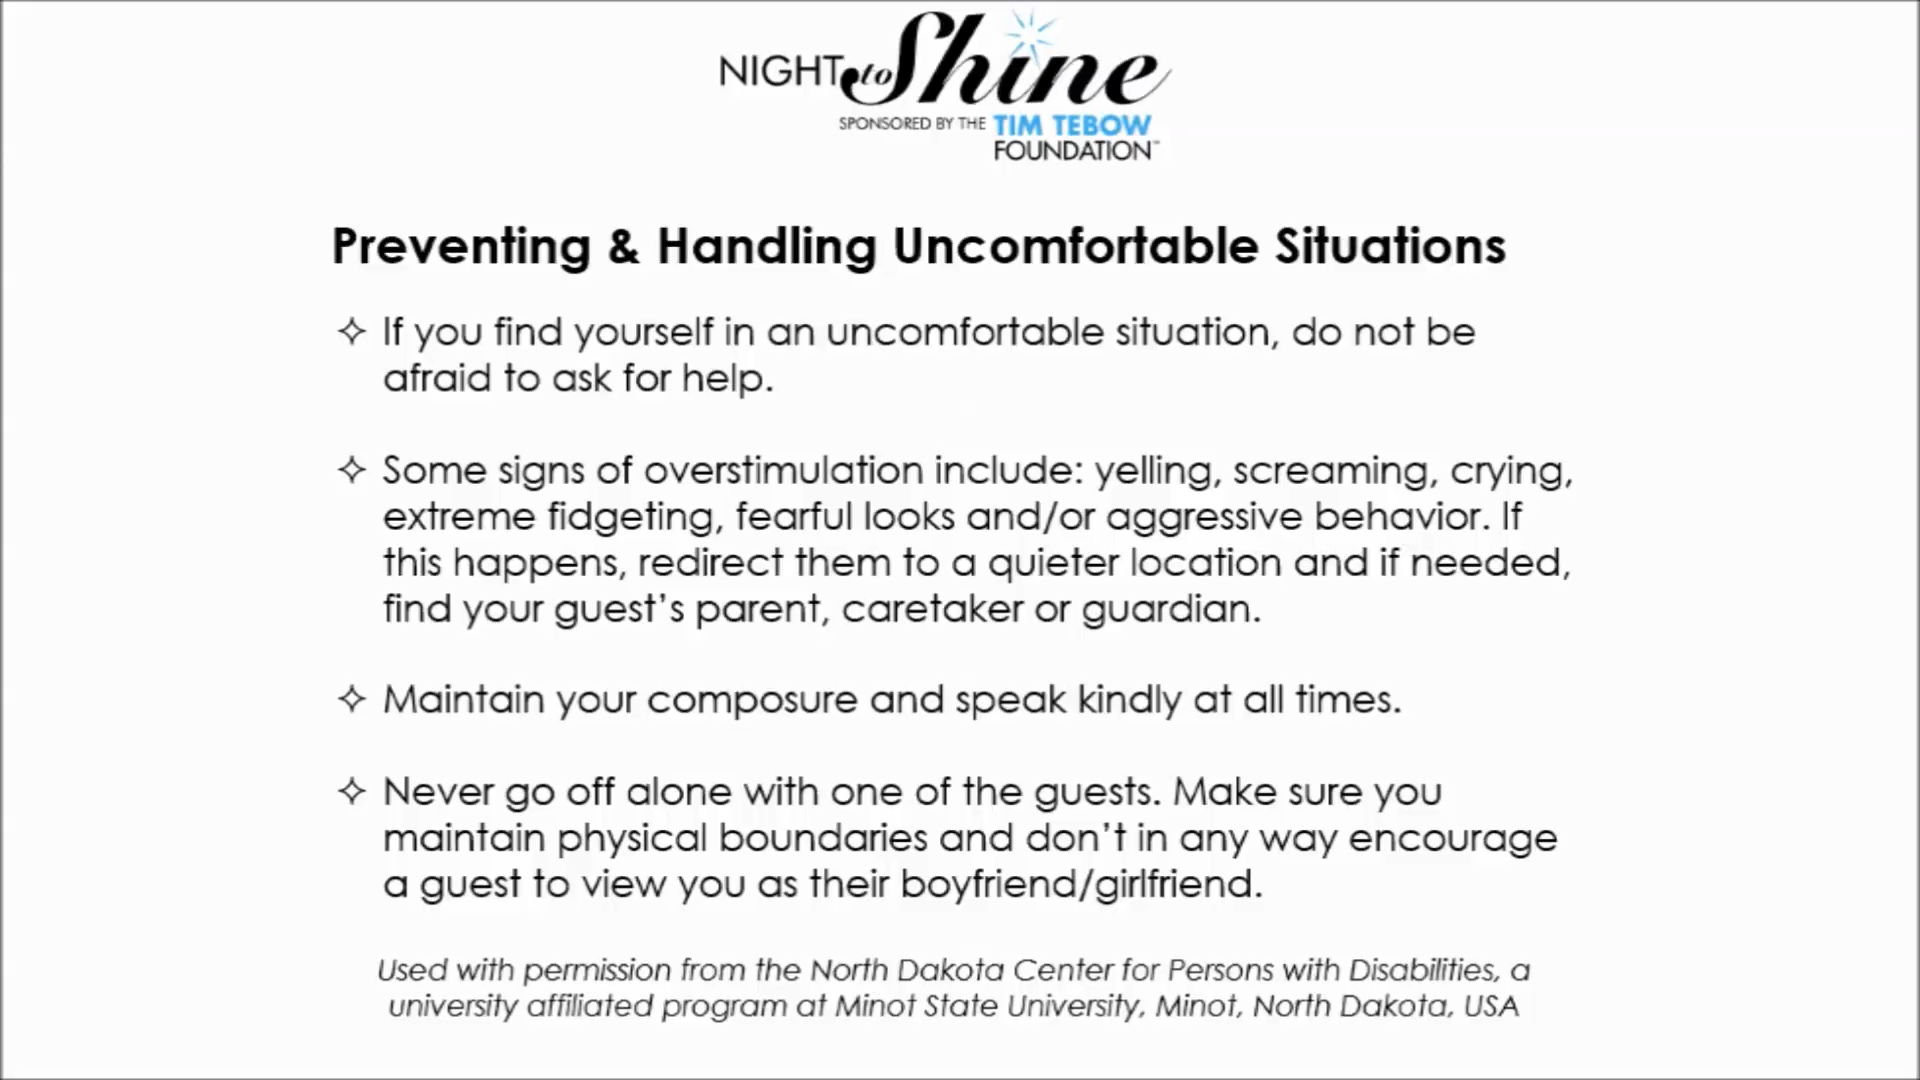 NIGHT to Shine
SPONSORED BY THE TIM TEBOW
FOUNDATION™
Preventing & Handling Uncomfortable Situations
✧ If you find yourself in an uncomfortable situation, do not be
afraid to ask for help.
✧ Some signs of overstimulation include: yelling, screaming, crying,
extreme fidgeting, fearful looks and/or aggressive behavior. If
this happens, redirect them to a quieter location and if needed,
find your guest’s parent, caretaker or guardian.
✧ Maintain your composure and speak kindly at all times.
✧ Never go off alone with one of the guests. Make sure you
maintain physical boundaries and don’t in any way encourage
a guest to view you as their boyfriend/girlfriend.
Used with permission from the North Dakota Center for Persons with Disabilities, a
university affiliated program at Minot State University, Minot, North Dakota, USA